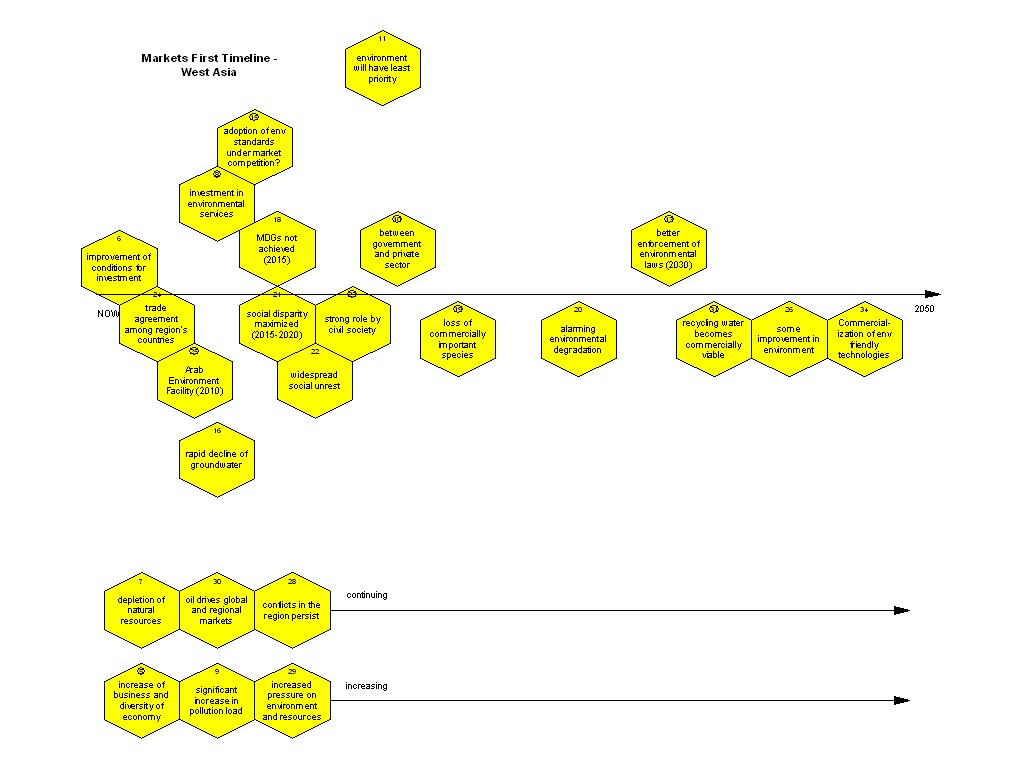 Markets First Timeline -
West Asia
11
environment
will have least
priority
adoption of env
standards
under market
competition?
investment in
environmental
services
6
improvement of
conditions for
investment
18
MDGs not
achieved
(2015)
between
government
and private
sector
better
enforcement of
environmental
laws (2030)
NOW
2050
24
trade
agreement
among region's
countries
21
social disparity
maximized
(2015-2020)
strong role by
civil society
loss of
commercially
important
species
20
alarming
environmental
degradation
recycling water
becomes
commercially
viable
26
some
improvement in
environment
34
Commercial-
ization of env
friendly
technologies
Arab
Environment
Facility (2010)
22
widespread
social unrest
16
rapid decline of
groundwater
7
depletion of
natural
resources
30
oil drives global
and regional
markets
28
conflicts in the
region persist
continuing
increase of
business and
diversity of
economy
9
significant
increase in
pollution load
29
increased
pressure on
environment
and resources
increasing